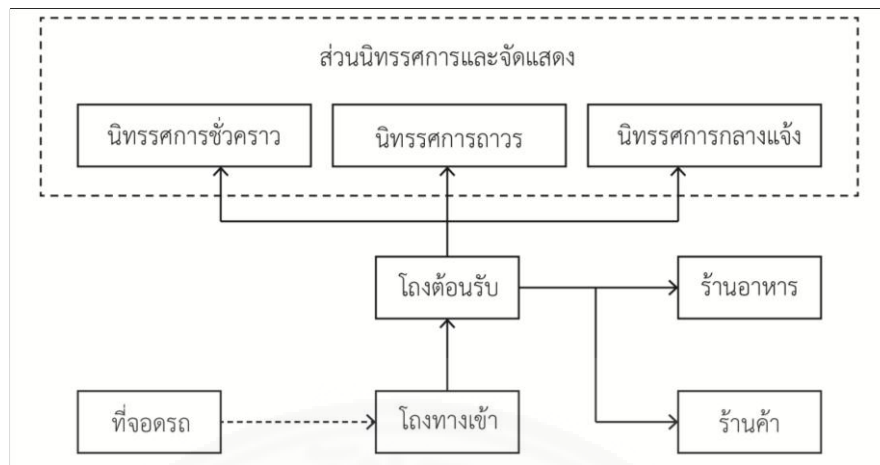 ส่วนนิทรรศการและจัดแสดง
นิทรรศการชั่วคราว
นิทรรศการถาวร
นิทรรศการกลางแจ้ง
โถงต้อนรับ
ร้านอาหาร
ที่จอดรถ
โถงทางเข้า
ร้านค้า